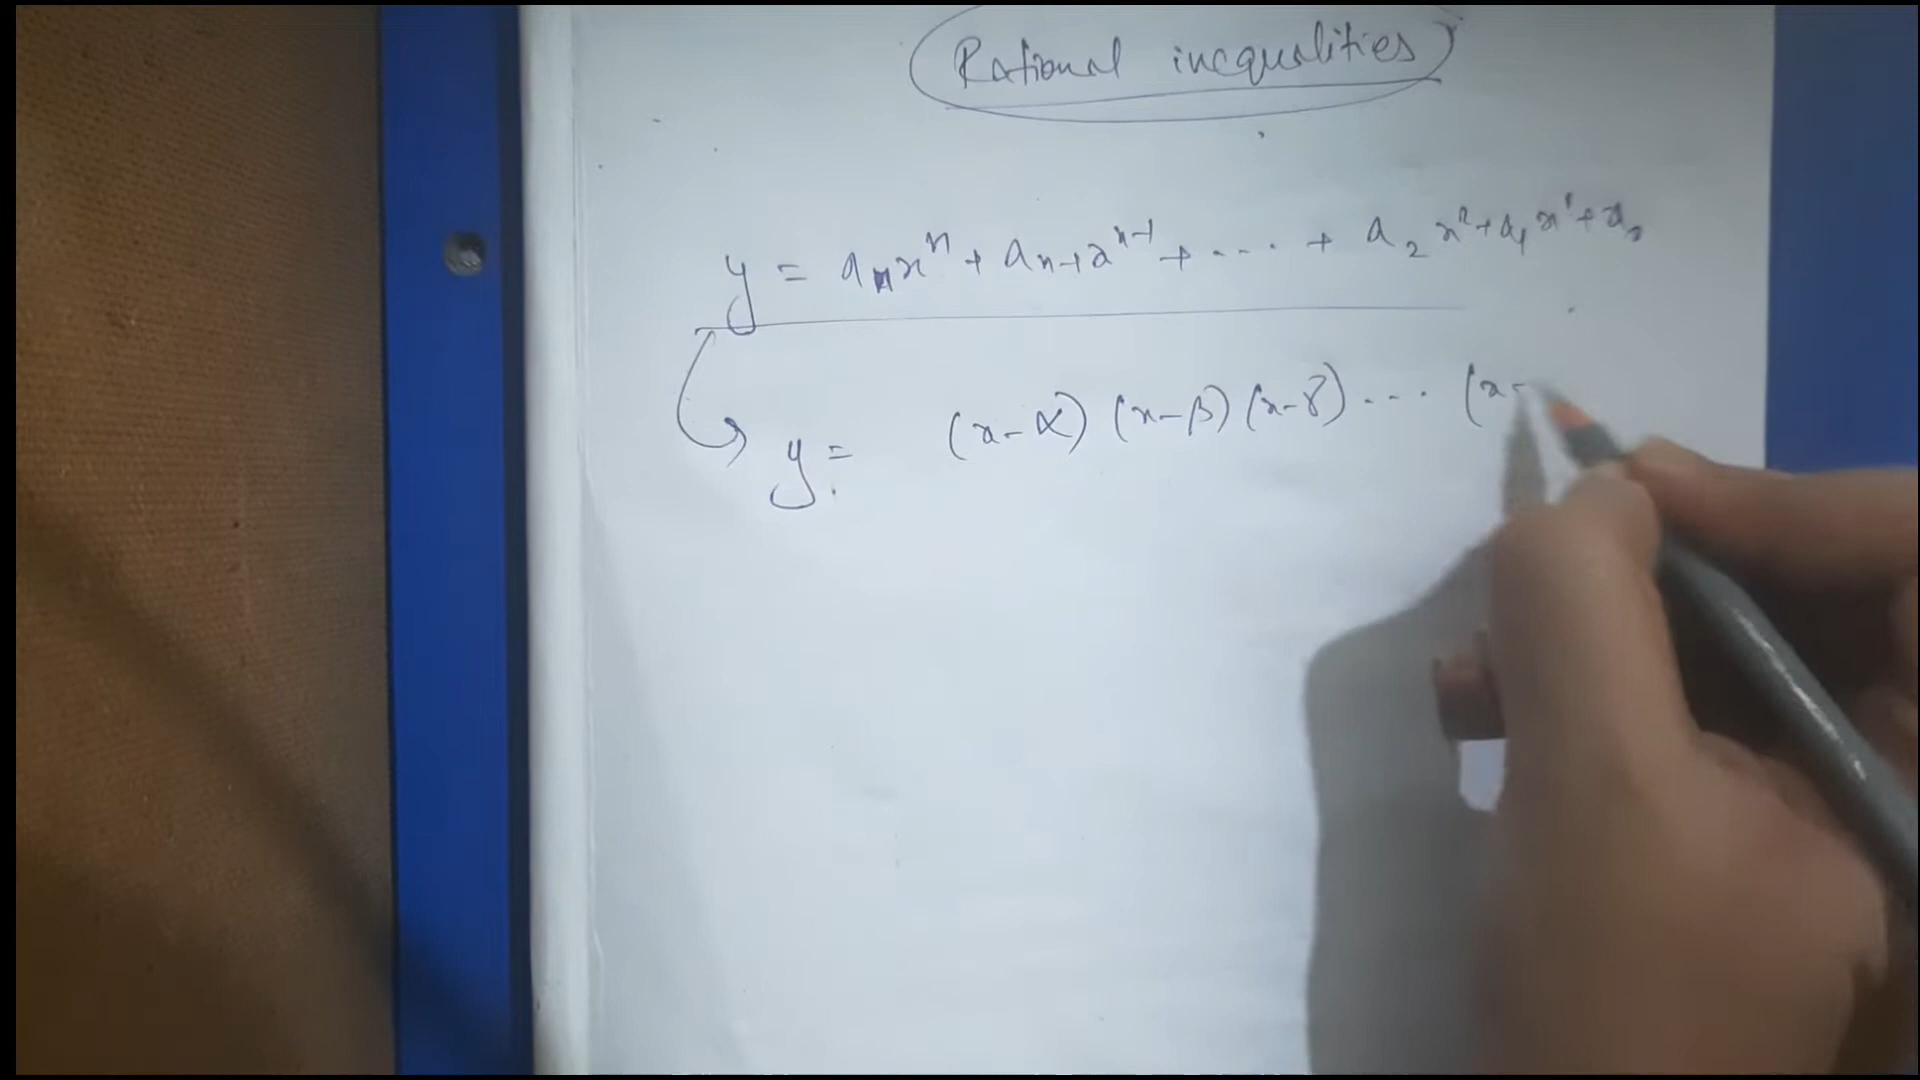 Rational inequalities
y = aₙxⁿ + aₙ₋₁xⁿ⁻¹ + .... + a₂x² + a₁x¹ + a₀
y = (x-α) (x-β) (x-γ) .... (x-